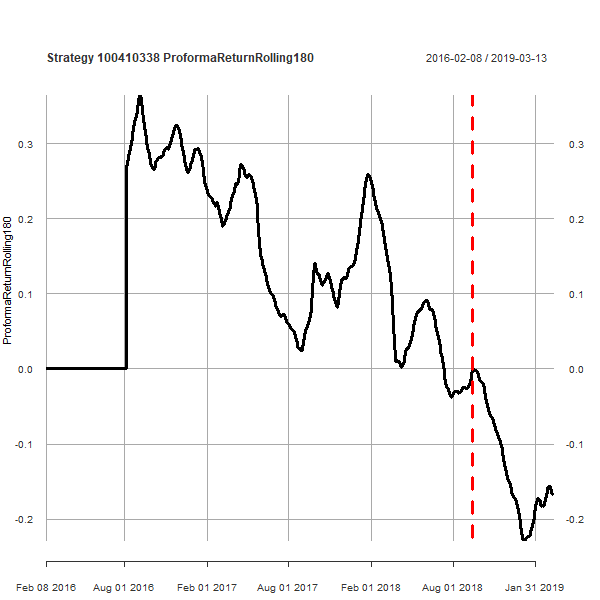 Strategy 100410338 ProformaReturnRolling180
2016-02-08 / 2019-03-13
ProformaReturnRolling180
0.3
0.2
0.1
0.0
-0.1
-0.2
0.3
0.2
0.1
0.0
-0.1
-0.2
Feb 08 2016
Aug 01 2016
Feb 01 2017
Aug 01 2017
Feb 01 2018
Aug 01 2018
Jan 31 2019